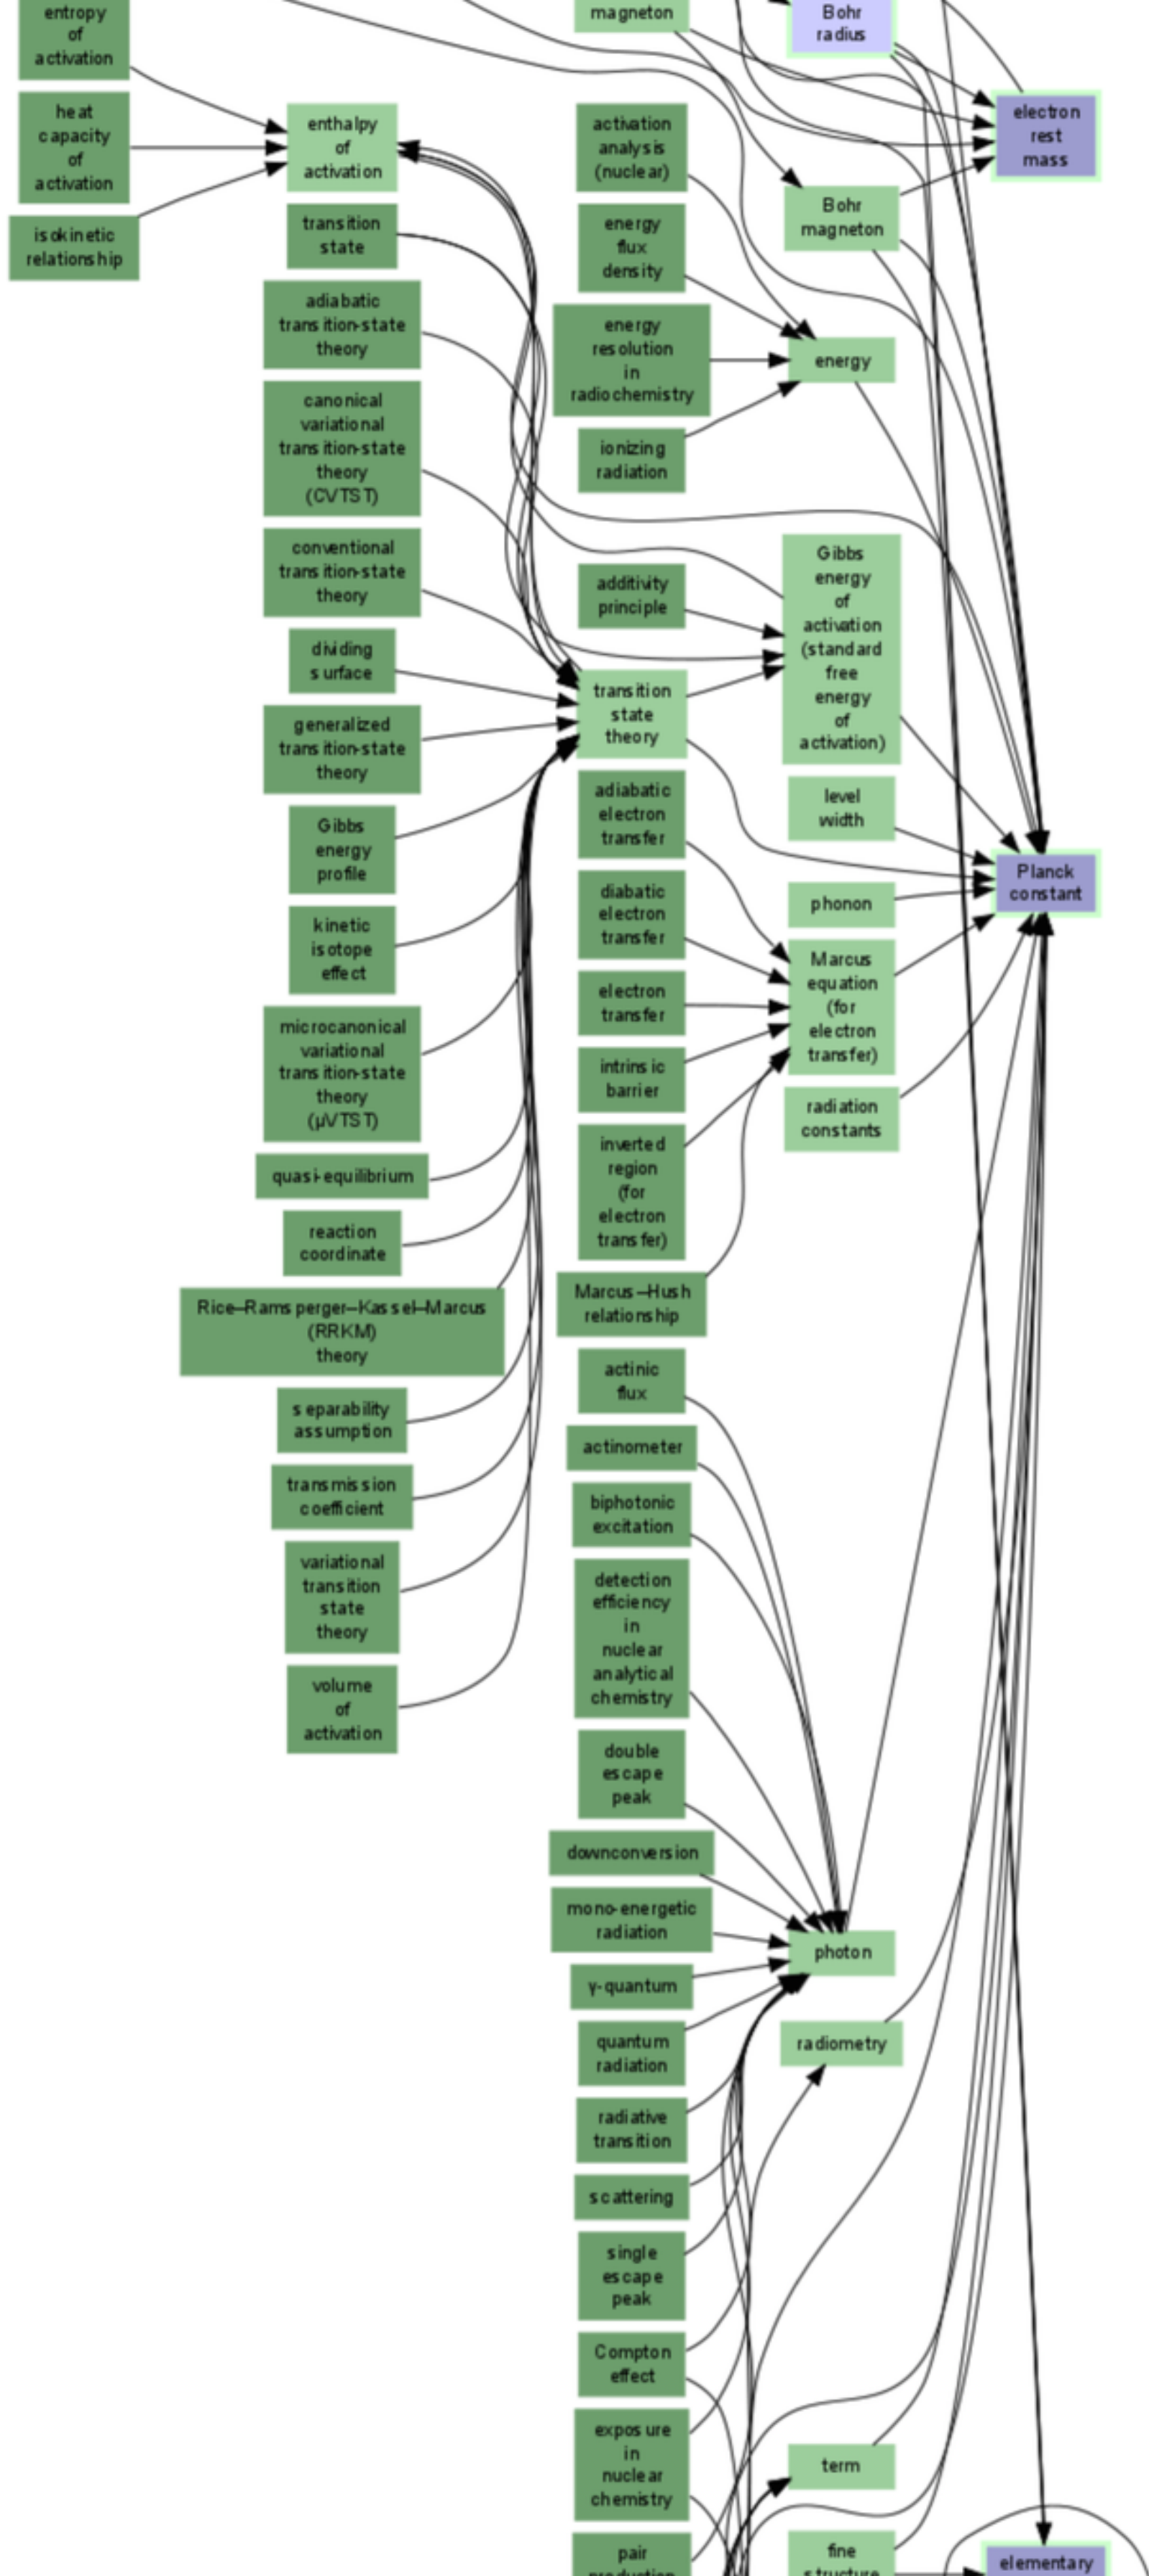 entropy
of
activation
heat
capacity
of
activation
isokinetic
relationship
enthalpy
of
activation
transition
state
adiabatic
transition-state
theory
canonical
variational
transition-state
theory
(CVTST)
conventional
transition-state
theory
dividing
surface
generalized
transition-state
theory
Gibbs
energy
profile
kinetic
isotope
effect
microcanonical
variational
transition-state
theory
(μVTST)
quasi-equilibrium
reaction
coordinate
Rice–Ramsperger–Kassel–Marcus
(RRKM)
theory
separability
assumption
transmission
coefficient
variational
transition
state
theory
volume
of
activation
magneton
activation
analysis
(nuclear)
energy
flux
density
energy
resolution
in
radiochemistry
ionizing
radiation
additivity
principle
transition
state
theory
adiabatic
electron
transfer
diabatic
electron
transfer
electron
transfer
intrinsic
barrier
inverted
region
(for
electron
transfer)
Marcus–Hush
relationship
actinic
flux
actinometer
biphotonic
excitation
detection
efficiency
in
nuclear
analytical
chemistry
double
escape
peak
downconversion
mono-energetic
radiation
γ-quantum
quantum
radiation
radiative
transition
scattering
single
escape
peak
Compton
effect
exposure
in
nuclear
chemistry
pair
production
Bohr
radius
Bohr
magneton
energy
Gibbs
energy
of
activation
(standard
free
energy
of
activation)
level
width
phonon
Marcus
equation
(for
electron
transfer)
radiation
constants
photon
radiometry
term
fine
structure
electron
rest
mass
Planck
constant
elementary